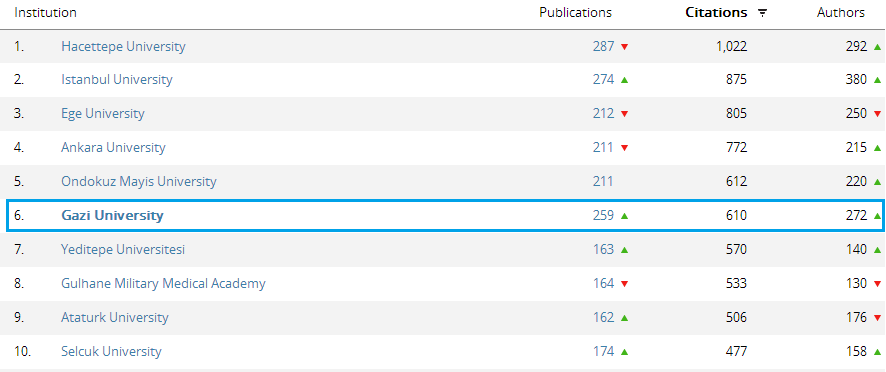 Institution Publications Citations Authors
1. Hacettepe University 287 1,022 292
2. Istanbul University 274 875 380
3. Ege University 212 805 250
4. Ankara University 211 772 215
5. Ondokuz Mayis University 211 612 220
6. Gazi University 259 610 272
7. Yeditepe Universitesi 163 570 140
8. Gulhane Military Medical Academy 164 533 130
9. Ataturk University 162 506 176
10. Selcuk University 174 477 158